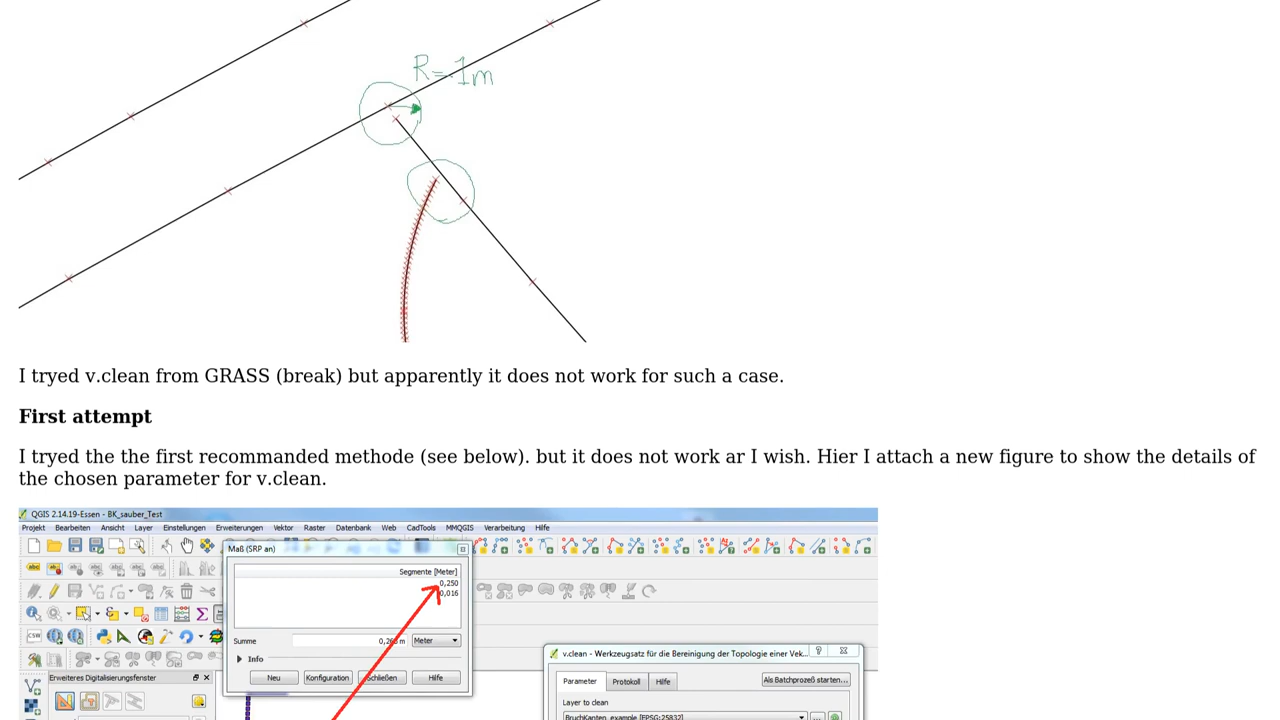 R=1m
I tryed v.clean from GRASS (break) but apparently it does not work for such a case.
First attempt
I tryed the the first recommanded methode (see below). but it does not work ar I wish. Hier I attach a new figure to show the details of
the chosen parameter for v.clean.
QGIS 2.14.19-Essen - BK_sauber_Test
Projekt Bearbeiten Ansicht Layer Einstellungen Erweiterungen Vektor Raster Datenbank Web CadTools MMQGIS Verarbeitung Hilfe
Maß (SRP an)
Segmente [Meter]
0,250
0,016
Summe
Meter
Info
Neu Konfiguration Schließen Hilfe
Erweiterte Digitalisierungsfenster
v.clean - Werkzeugsatz für die Bereinigung der Topologie einer Vek...
Parameter Protokoll Hilfe Als Batchprozeß starten...
Layer to clean
BruchKanten_example [EPSG:25832]